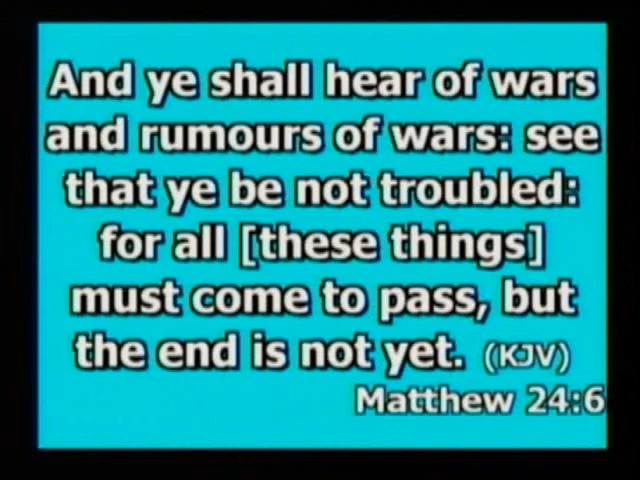 And ye shall hear of wars
and rumours of wars: see
that ye be not troubled:
for all [these things]
must come to pass, but
the end is not yet. (KJV)
Matthew 24:6